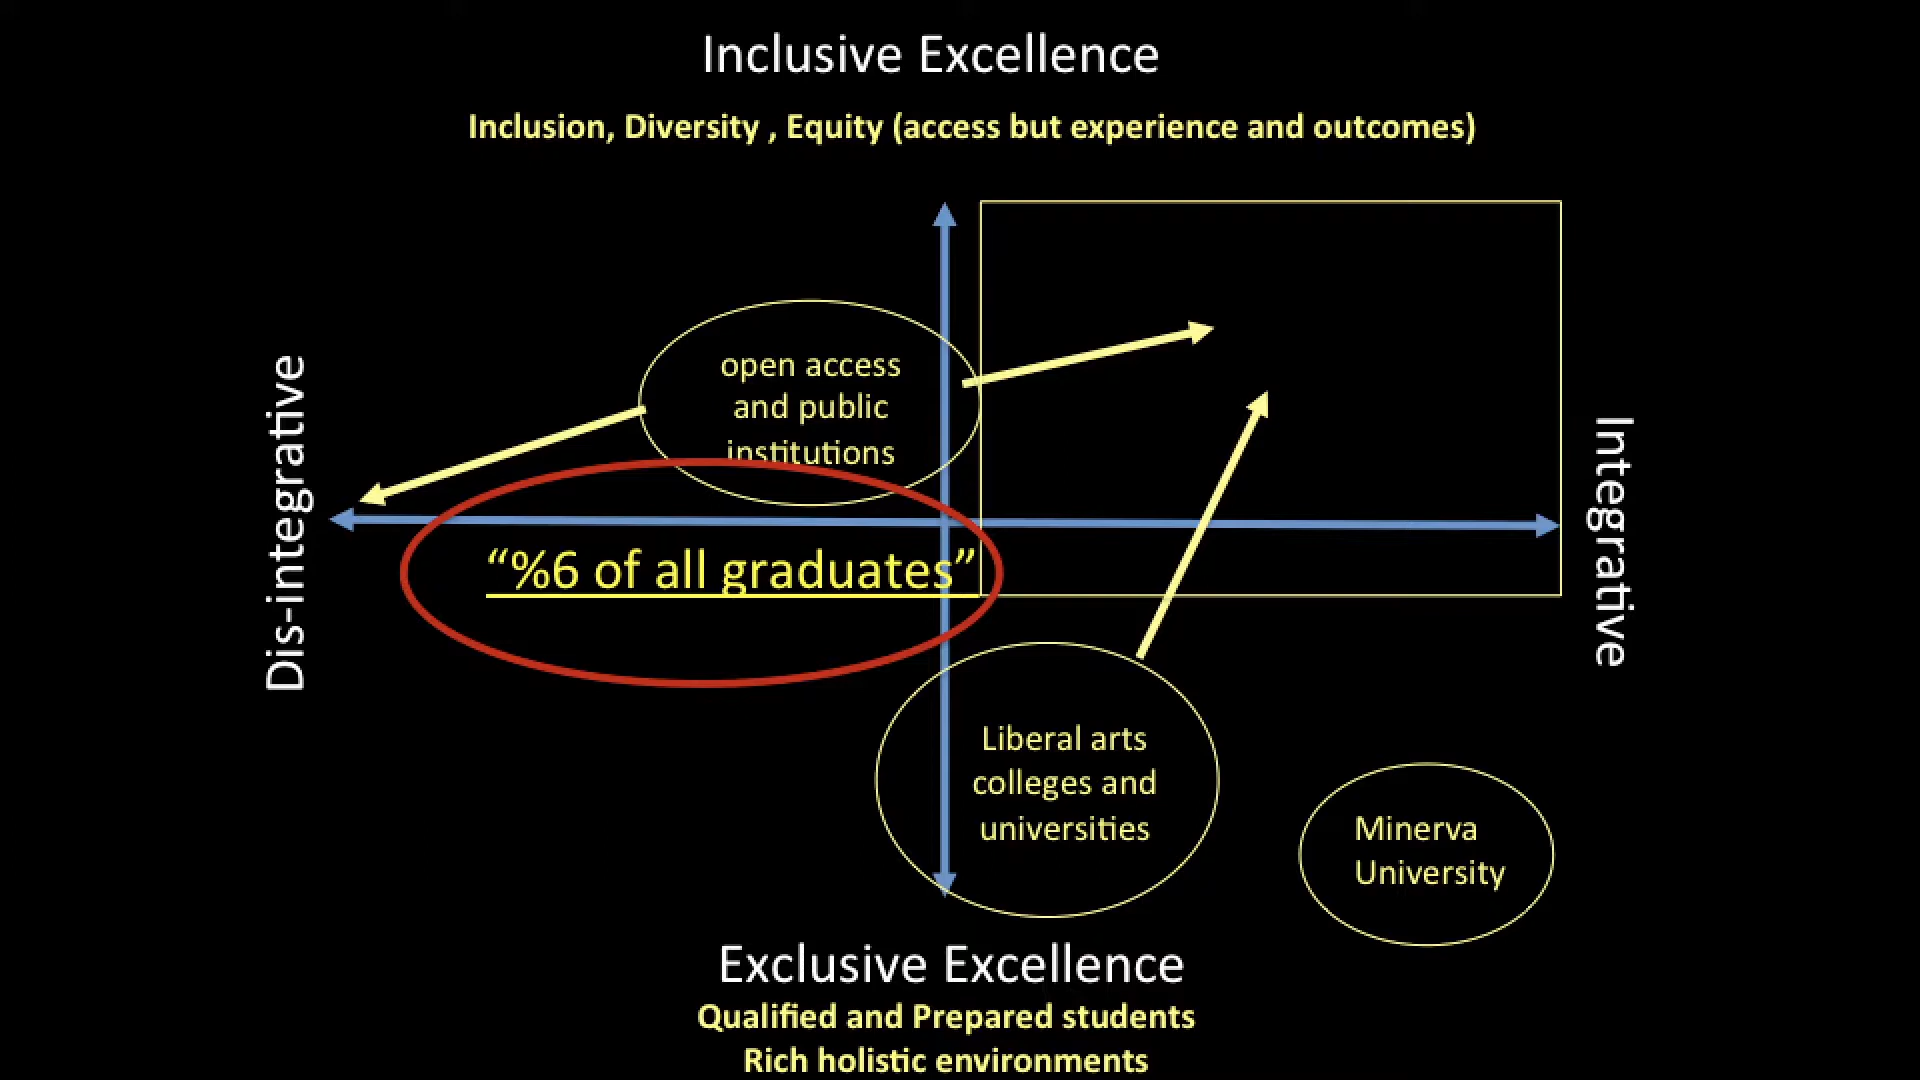 Inclusive Excellence
Inclusion, Diversity , Equity (access but experience and outcomes)
open access
and public
institutions
Dis-integrative
Integrative
“%6 of all graduates”
Liberal arts
colleges and
universities
Minerva
University
Exclusive Excellence
Qualified and Prepared students
Rich holistic environments